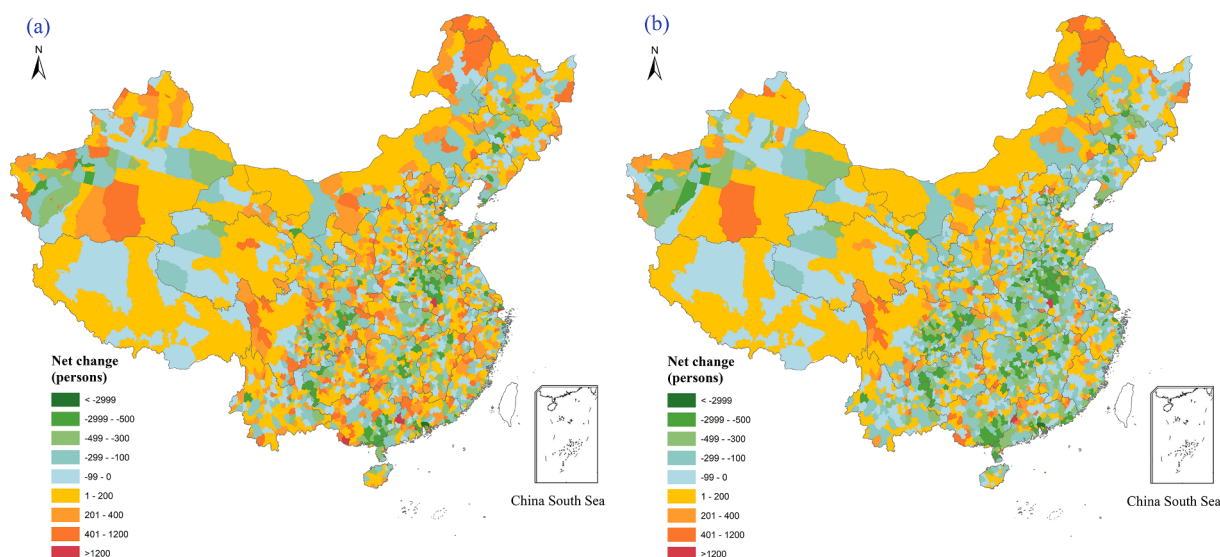 (a)
N
Net change
(persons)
< -2999
-2999 - -500
-499 - -300
-299 - -100
-99 - 0
1 - 200
201 - 400
401 - 1200
>1200
China South Sea
(b)
N
Net change
(persons)
< -2999
-2999 - -500
-499 - -300
-299 - -100
-99 - 0
1 - 200
201 - 400
401 - 1200
>1200
China South Sea